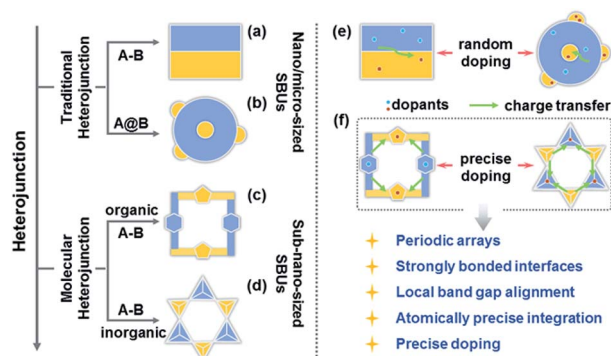 Heterojunction
Traditional
Heterojunction
A-B
A@B
(a)
(b)
Nano/micro-sized
SBUs
Molecular
Heterojunction
organic
A-B
A-B
inorganic
(c)
(d)
Sub-nano-sized
SBUs
(e)
random
doping
dopants
charge transfer
(f)
precise
doping
Periodic arrays
Strongly bonded interfaces
Local band gap alignment
Atomically precise integration
Precise doping